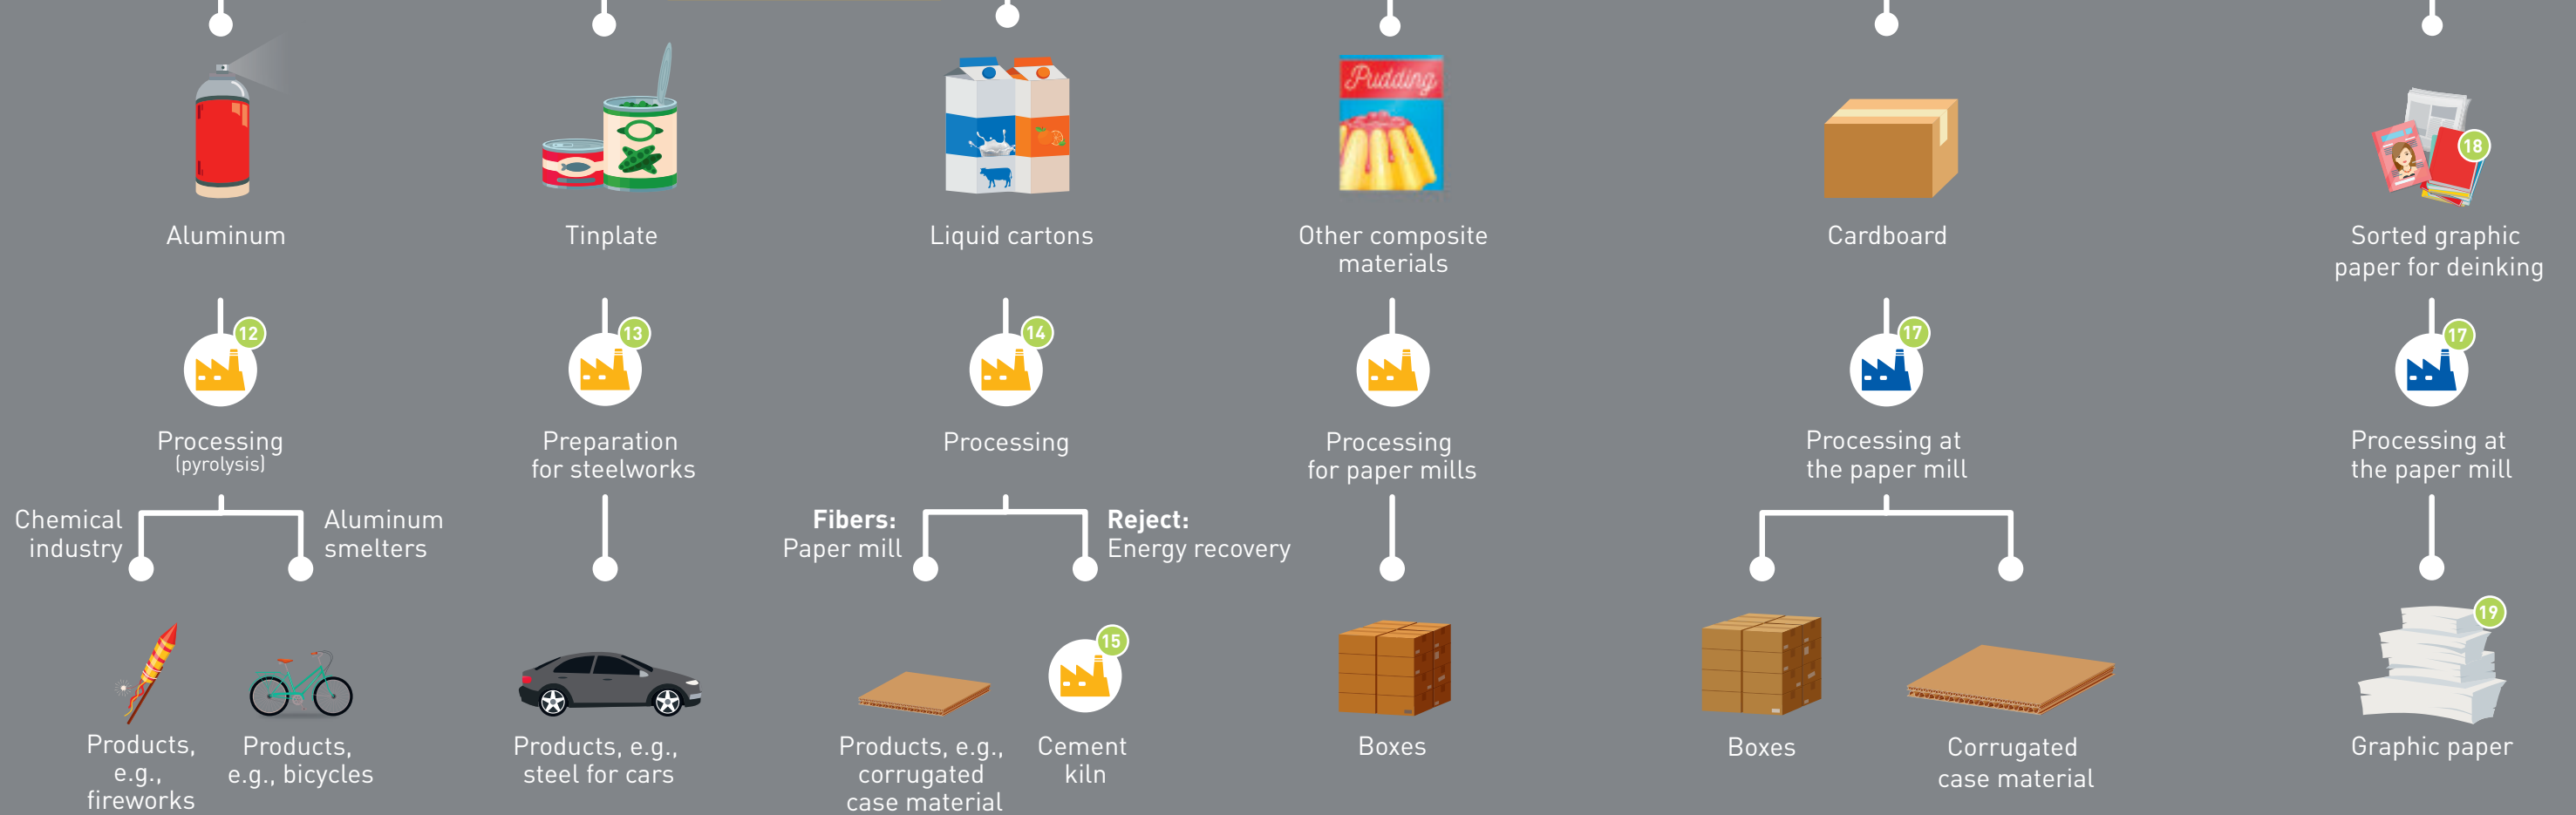 Pudding
18
Aluminum
Tinplate
Liquid cartons
Other composite
materials
Cardboard
Sorted graphic
paper for deinking
12
13
14
17
17
Processing
(pyrolysis)
Preparation
for steelworks
Processing
Processing
for paper mills
Processing at
the paper mill
Processing at
the paper mill
Chemical
industry
Aluminum
smelters
Fibers:
Paper mill
Reject:
Energy recovery
15
19
Products,
e.g.,
fireworks
Products,
e.g., bicycles
Products, e.g.,
steel for cars
Products, e.g.,
corrugated
case material
Cement
kiln
Boxes
Boxes
Corrugated
case material
Graphic paper